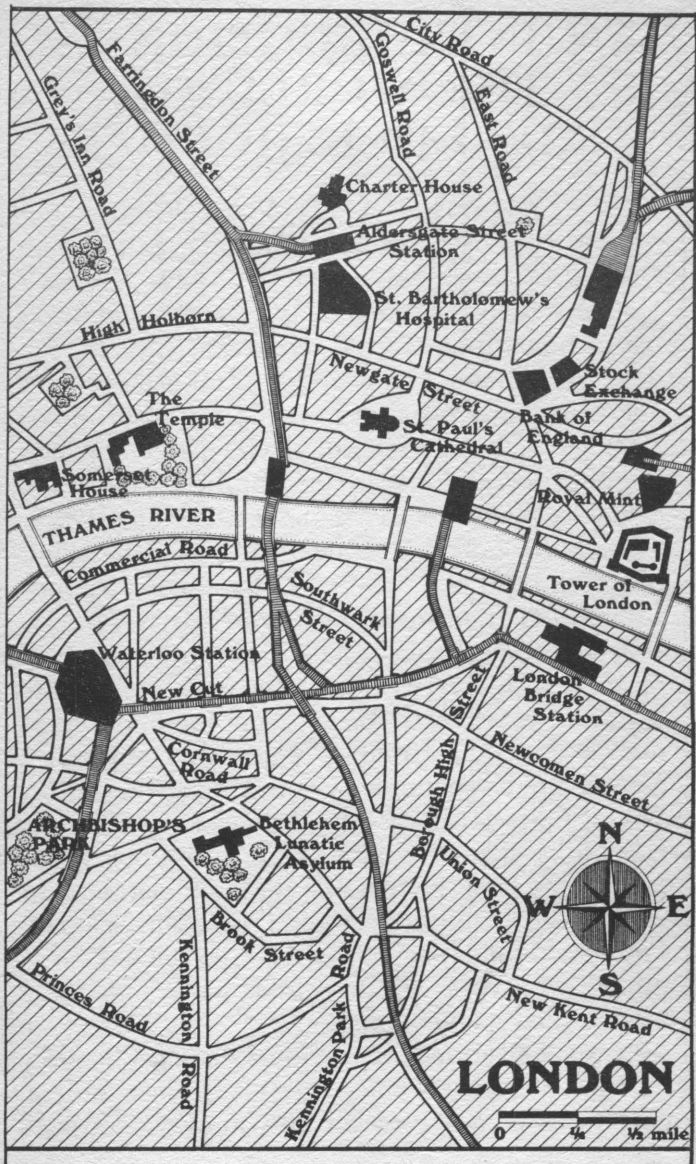 City Road
Goswell Road
East Road
Farringdon Street
Grey's Inn Road
Charter House
Aldersgate Street
Station
St. Bartholomew's
Hospital
High Holborn
Newgate Street
Stock
Exchange
Bank of
England
The
Temple
St. Paul's
Cathedral
Somerset
House
Royal Mint
THAMES RIVER
Commercial Road
Tower of
London
Southwark
Street
Waterloo Station
New Cut
London
Bridge
Station
Cornwall
Road
Borough High Street
Newcomen Street
ARCHBISHOP'S
PARK
Bethlehem
Lunatic
Asylum
Union Street
N
W E
S
Brook Street
Kennington Road
Princes Road
Kennington Park Road
New Kent Road
LONDON
0 ¼ ½ mile